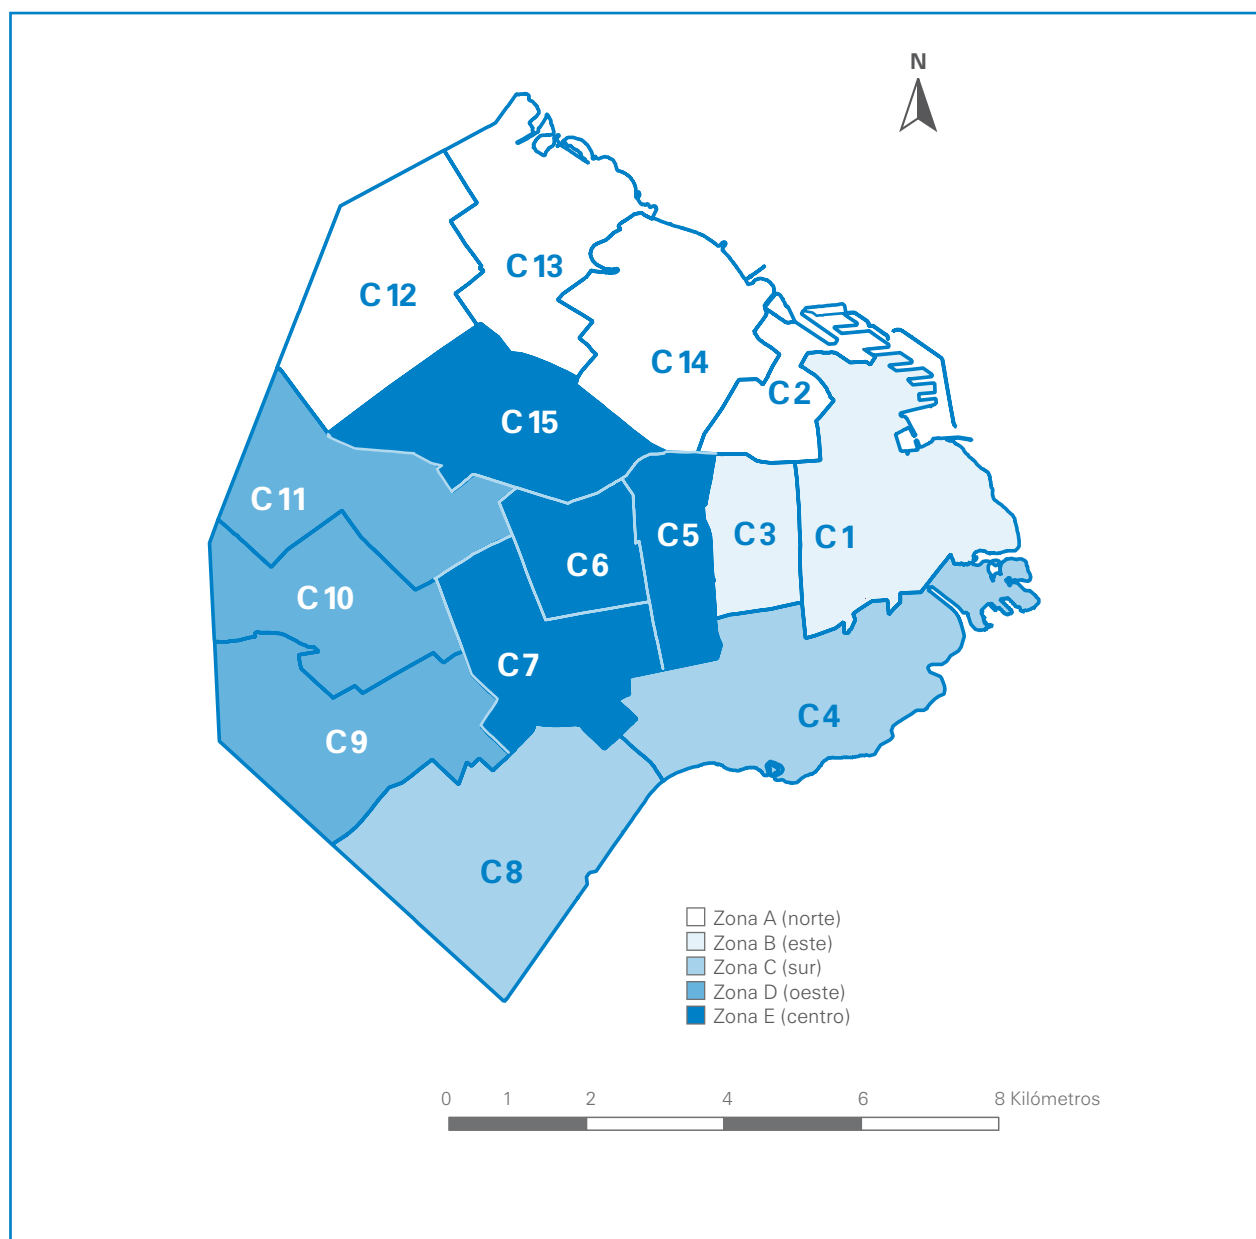 N
C 13
C 12
C 14
C 2
C 15
C 11
C 5
C 3
C 1
C 6
C 10
C 7
C 4
C 9
C 8
Zona A (norte)
Zona B (este)
Zona C (sur)
Zona D (oeste)
Zona E (centro)
0 1 2 4 6 8 Kilómetros